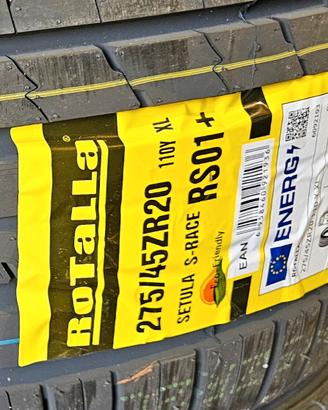 RoTaLLa
275/45ZR20 110Y XL
SETULA S-RACE RS01+
Eco Friendly
EAN
ENERG